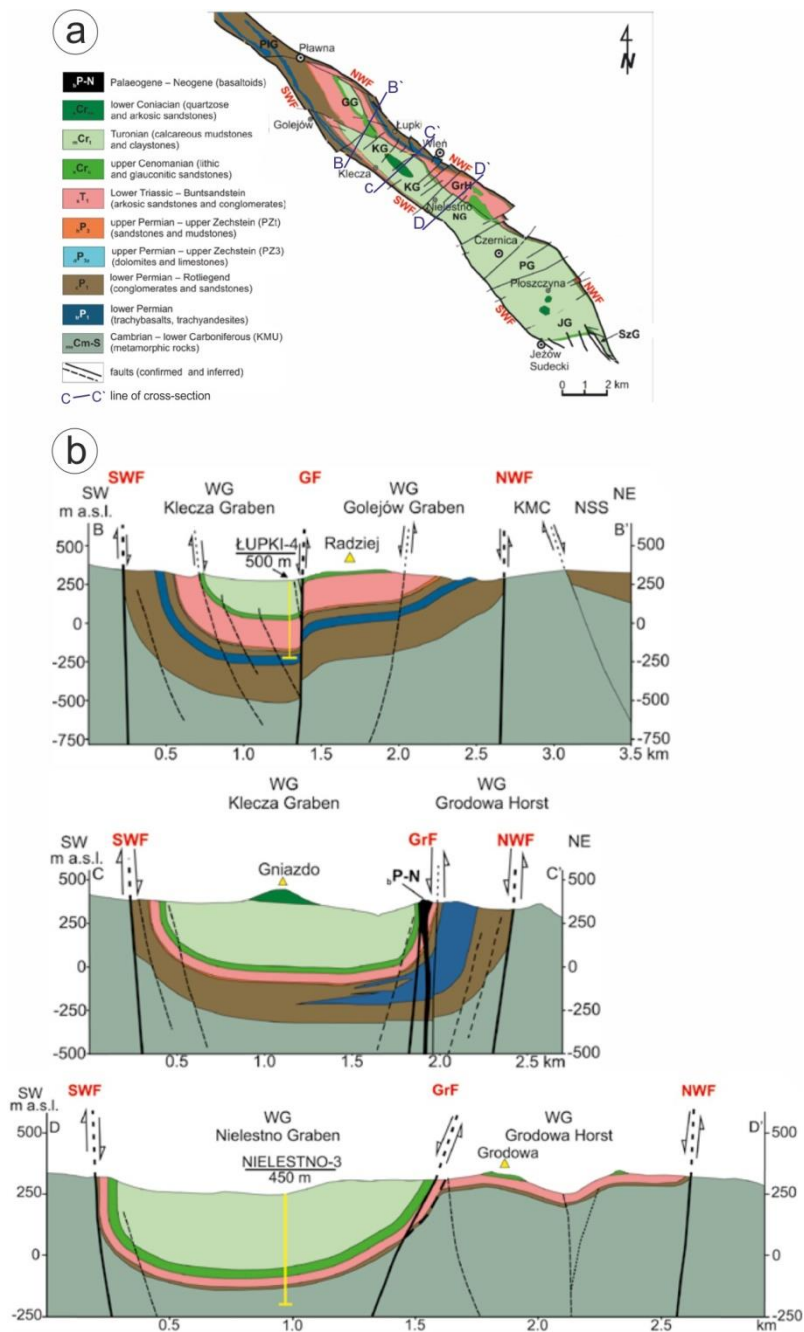 a
PlG
Pławna
NWF
B`
N
ₐP-N Palaeogene – Neogene (basaltoids)
lower Coniacian (quartzose
and arkosic sandstones)
Turonian (calcareous mudstones
and claystones)
upper Cenomanian (lithic
and glauconitic sandstones)
Lower Triassic – Buntsandstein
(arkosic sandstones and conglomerates)
upper Permian – upper Zechstein (PZt)
(sandstones and mudstones)
upper Permian – upper Zechstein (PZ3)
(dolomites and limestones)
lower Permian – Rotliegend
(conglomerates and sandstones)
lower Permian
(trachybasalts, trachyandesites)
Cm-S Cambrian – lower Carboniferous (KMU)
(metamorphic rocks)
faults (confirmed and inferred)
C C` line of cross-section
SWF
GG
Golejów
Łupki
C`
Wień
KG
B
Klecza
NWF
D`
C
KG
GrH
SWF
Nielestno
D
NG
Czernica
PG
Płoszczyna
NWF
SWF
JG
SzG
Jeżów
Sudecki
0 1 2 km
b
SWF GF NWF
SW WG WG NE
m a.s.l. Klecza Graben Golejów Graben KMC NSS
B B'
500 ŁUPKI-4 Radziej 500
500 m
250 250
0 0
-250 -250
-500 -500
-750 -750
0.5 1.0 1.5 2.0 2.5 3.0 3.5 km
WG WG
Klecza Graben Grodowa Horst
SW SWF GrF NWF NE
m a.s.l.
C C'
500 Gniazdo bP-N 500
250 250
0 0
-250 -250
-500 -500
0.5 1.0 1.5 2.0 2.5 km
SWF GrF NWF
SW
m a.s.l. WG WG
D Nielestno Graben Grodowa Horst D'
500 NIELESTNO-3 Grodowa 500
450 m
250 250
0 0
-250 -250
0.5 1.0 1.5 2.0 2.5 km